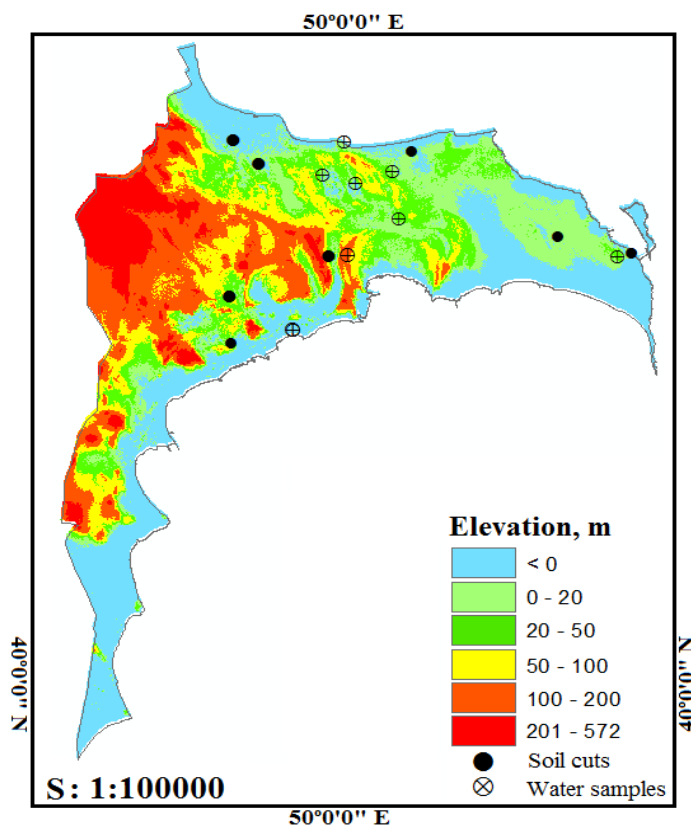 50°0'0" E
Elevation, m
< 0
0 - 20
20 - 50
50 - 100
100 - 200
201 - 572
Soil cuts
Water samples
40°0'0" N
40°0'0" N
S: 1:100000
50°0'0" E